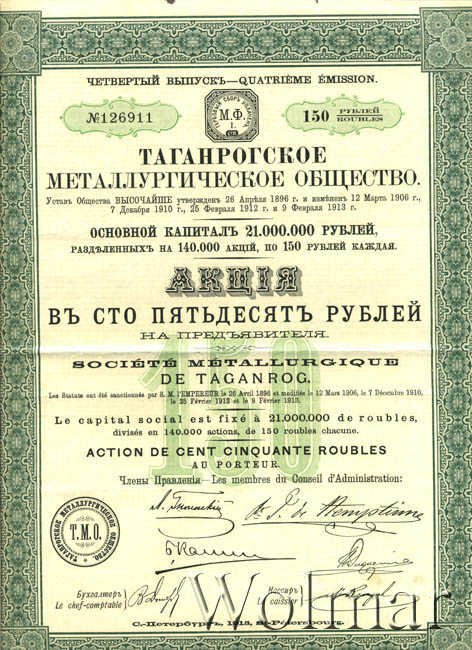 ЧЕТВЕРТЫЙ ВЫПУСКЪ—QUATRIÈME ÉMISSION.
№126911
М.Ф.
I.
150 РУБЛЕЙ
ROUBLES
ТАГАНРОГСКОЕ
МЕТАЛЛУРГИЧЕСКОЕ ОБЩЕСТВО.
Уставъ Общества ВЫСОЧАЙШЕ утвержденъ 26 Апрѣля 1896 г. и измѣненъ 12 Марта 1906 г.,
7 Декабря 1910 г., 25 Февраля 1912 г. и 9 Февраля 1913 г.
ОСНОВНОЙ КАПИТАЛЪ 21.000.000 РУБЛЕЙ,
РАЗДѢЛЕННЫХЪ НА 140.000 АКЦІЙ, ПО 150 РУБЛЕЙ КАЖДАЯ.
АКЦІЯ
ВЪ СТО ПЯТЬДЕСЯТЪ РУБЛЕЙ
НА ПРЕДЪЯВИТЕЛЯ.
150
SOCIÉTÉ MÉTALLURGIQUE
DE TAGANROG.
Les Statuts ont été sanctionnés par S. M. l'EMPEREUR le 26 Avril 1896 et modifiés le 12 Mars 1906, le 7 Décembre 1910,
le 25 Février 1912 et le 9 Février 1913.
Le capital social est fixé à 21.000.000 de roubles,
divisés en 140.000 actions, de 150 roubles chacune.
ACTION DE CENT CINQUANTE ROUBLES
AU PORTEUR.
Члены Правленія—Les membres du Conseil d'Administration:
ТАГАНРОГСКОЕ МЕТАЛЛУРГИЧЕСКОЕ ОБЩЕСТВО.
Т.М.О.
Бухгалтеръ
Le chef-comptable
Кассиръ
Le caissier
С.-Петербургъ, 1913, St-Pétersbourg.
Wolmar